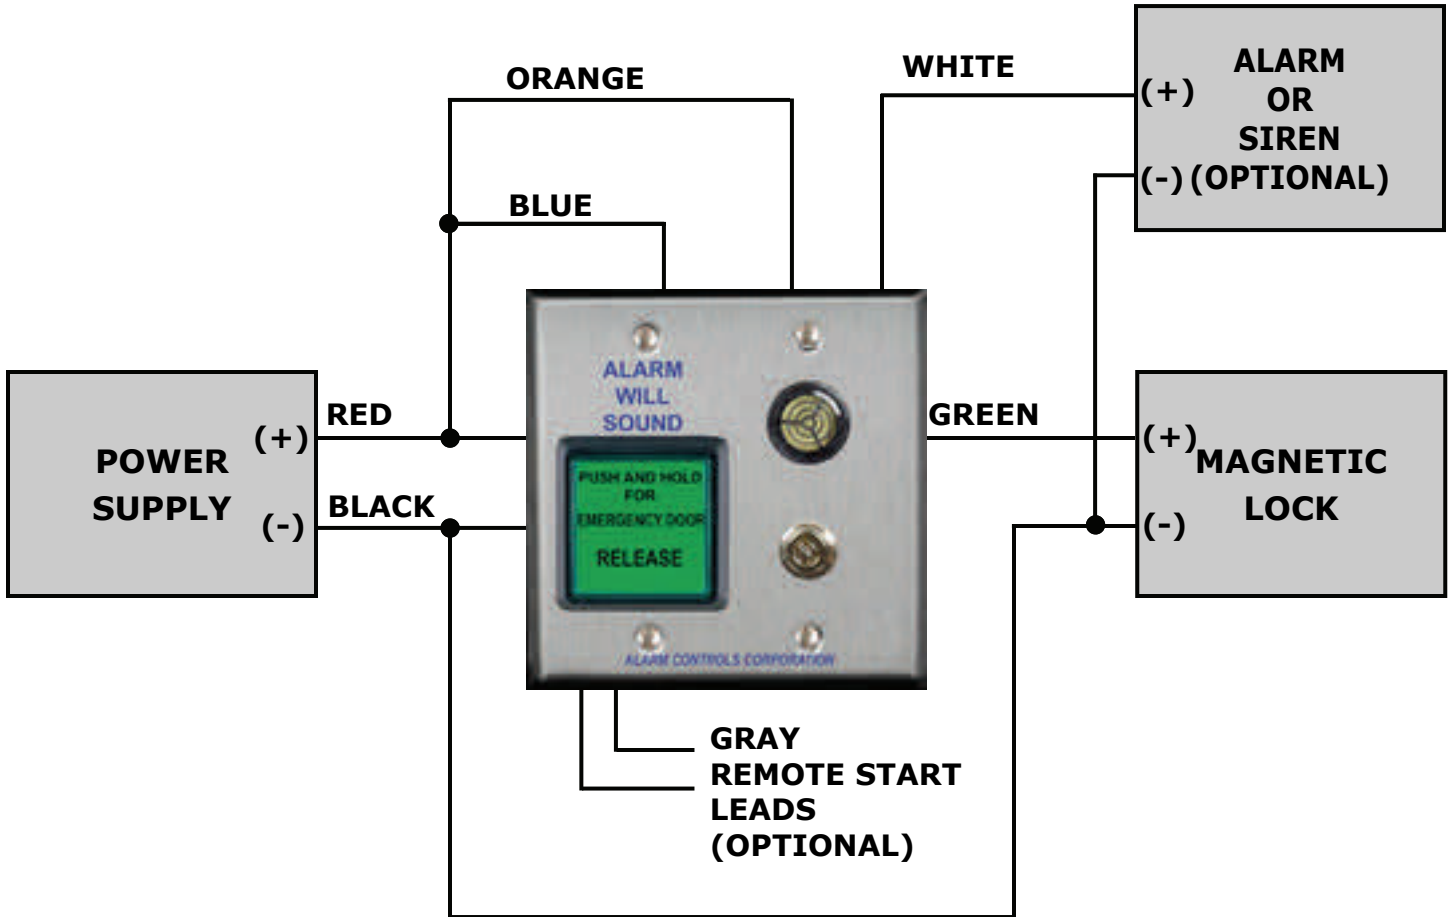 ORANGE
WHITE
(+)
ALARM
OR
SIREN
(-) (OPTIONAL)
BLUE
ALARM
WILL
SOUND
PUSH AND HOLD
FOR
EMERGENCY DOOR
RELEASE
ALARM CONTROLS CORPORATION
POWER
SUPPLY
(+)
(-)
RED
BLACK
GREEN
(+)
MAGNETIC
LOCK
(-)
GRAY
REMOTE START
LEADS
(OPTIONAL)